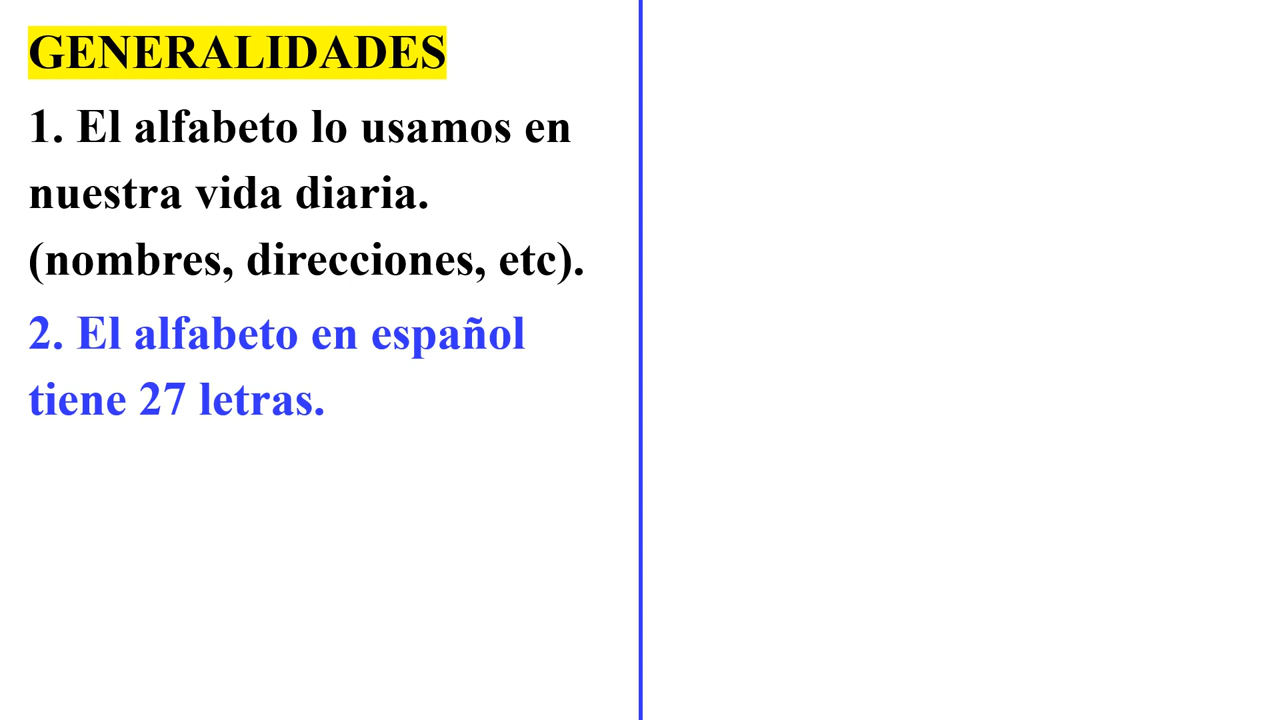 GENERALIDADES
1. El alfabeto lo usamos en
nuestra vida diaria.
(nombres, direcciones, etc).
2. El alfabeto en español
tiene 27 letras.